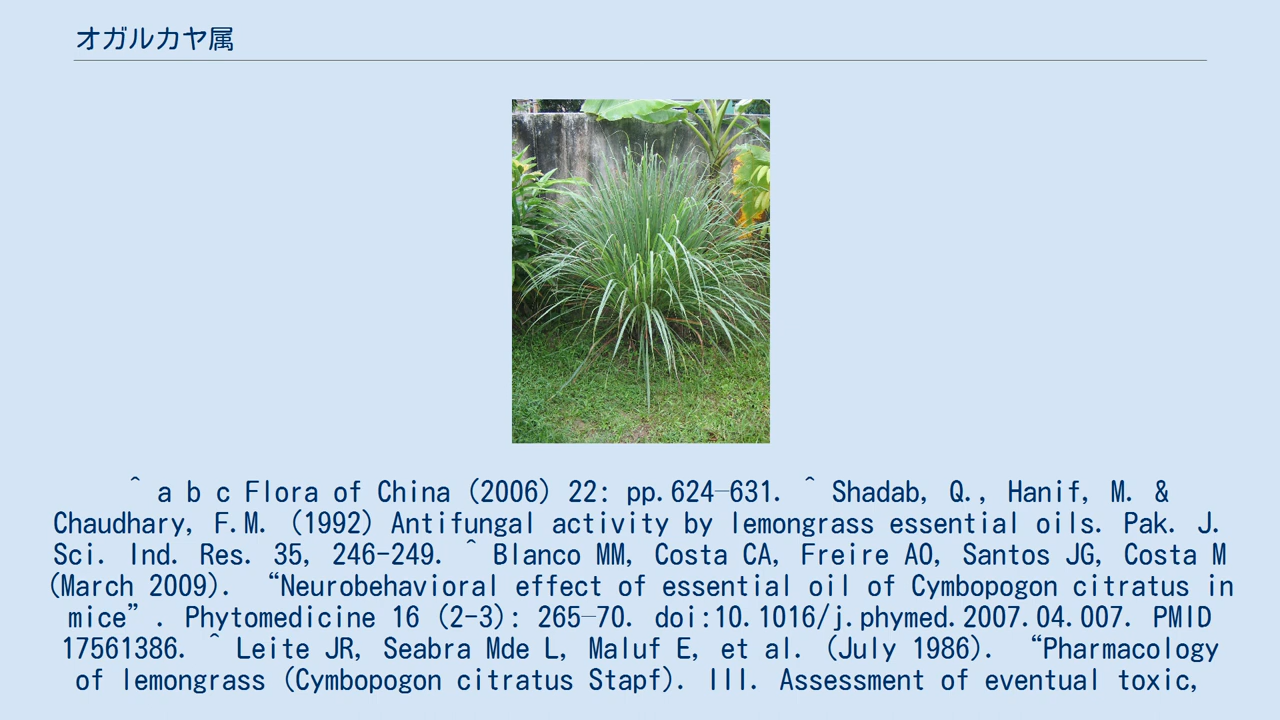 オガルカヤ属
^ a b c Flora of China (2006) 22: pp.624–631. ^ Shadab, Q., Hanif, M. &
Chaudhary, F.M. (1992) Antifungal activity by lemongrass essential oils. Pak. J.
Sci. Ind. Res. 35, 246-249. ^ Blanco MM, Costa CA, Freire AO, Santos JG, Costa M
(March 2009). “Neurobehavioral effect of essential oil of Cymbopogon citratus in
mice”. Phytomedicine 16 (2-3): 265–70. doi:10.1016/j.phymed.2007.04.007. PMID
17561386. ^ Leite JR, Seabra Mde L, Maluf E, et al. (July 1986). “Pharmacology
of lemongrass (Cymbopogon citratus Stapf). III. Assessment of eventual toxic,